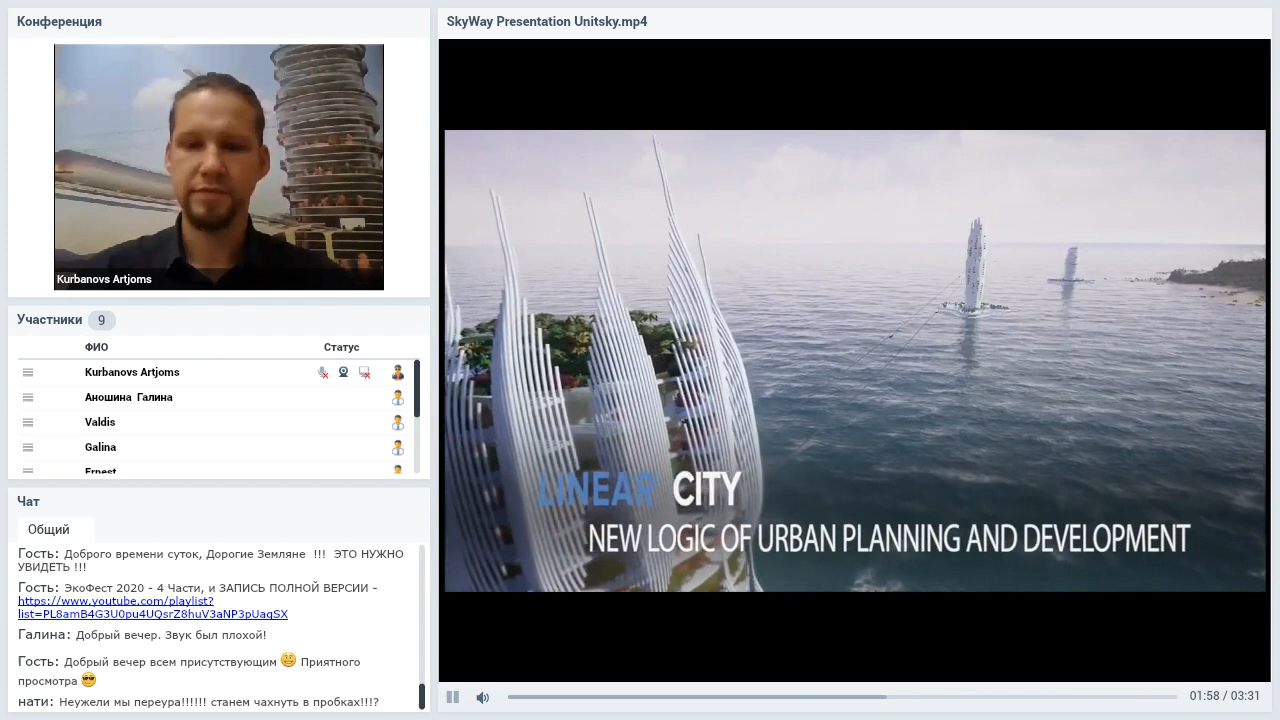 Конференция
Kurbanovs Artjoms
Участники 9
ФИО Статус
Kurbanovs Artjoms
Аношина Галина
Valdis
Galina
Ernest
Чат
Общий
Гость: Доброго времени суток, Дорогие Земляне !!! ЭТО НУЖНО
УВИДЕТЬ !!!
Гость: ЭкоФест 2020 - 4 Части, и ЗАПИСЬ ПОЛНОЙ ВЕРСИИ -
https://www.youtube.com/playlist?
list=PL8amB4G3U0pu4UQsrZ8huV3aNP3pUaqSX
Галина: Добрый вечер. Звук был плохой!
Гость: Добрый вечер всем присутствующим Приятного
просмотра
нати: Неужели мы переура!!!!!! станем чахнуть в пробках!!!?
SkyWay Presentation Unitsky.mp4
LINEAR CITY
NEW LOGIC OF URBAN PLANNING AND DEVELOPMENT
01:58 / 03:31